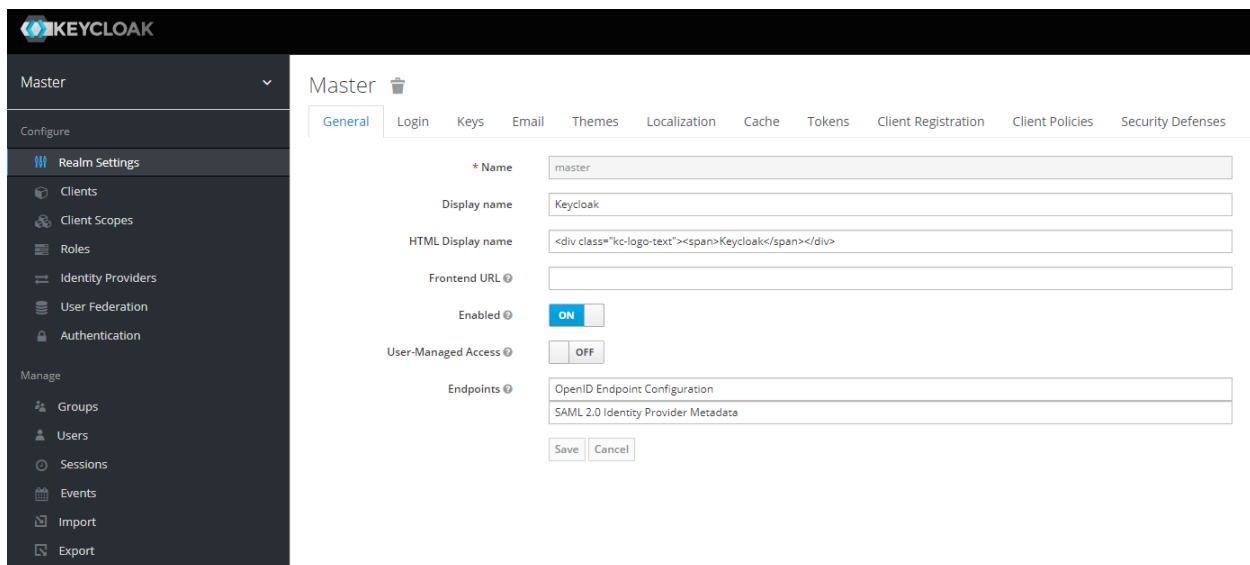 KEYCLOAK
Master
Configure
Realm Settings
Clients
Client Scopes
Roles
Identity Providers
User Federation
Authentication
Manage
Groups
Users
Sessions
Events
Import
Export
Master
General Login Keys Email Themes Localization Cache Tokens Client Registration Client Policies Security Defenses
* Name master
Display name Keycloak
HTML Display name <div class="kc-logo-text"><span>Keycloak</span></div>
Frontend URL
Enabled ON
User-Managed Access OFF
Endpoints OpenID Endpoint Configuration
SAML 2.0 Identity Provider Metadata
Save Cancel